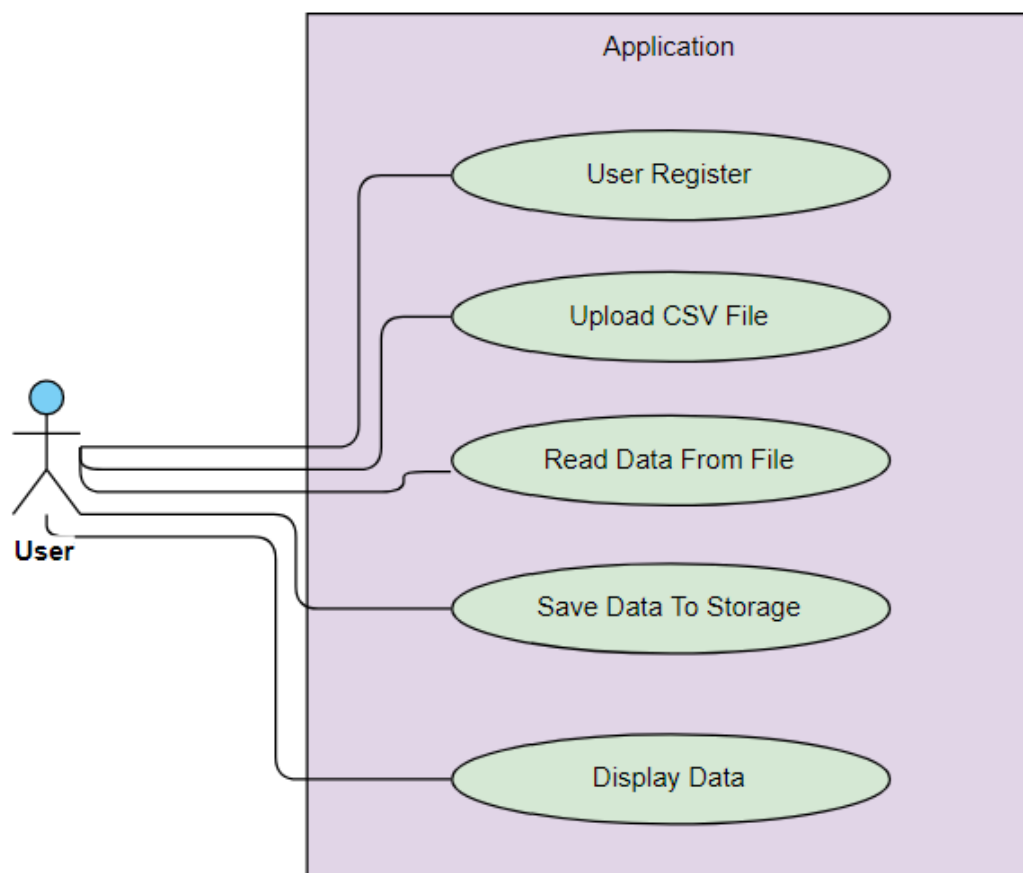 Application
User Register
Upload CSV File
Read Data From File
User
Save Data To Storage
Display Data